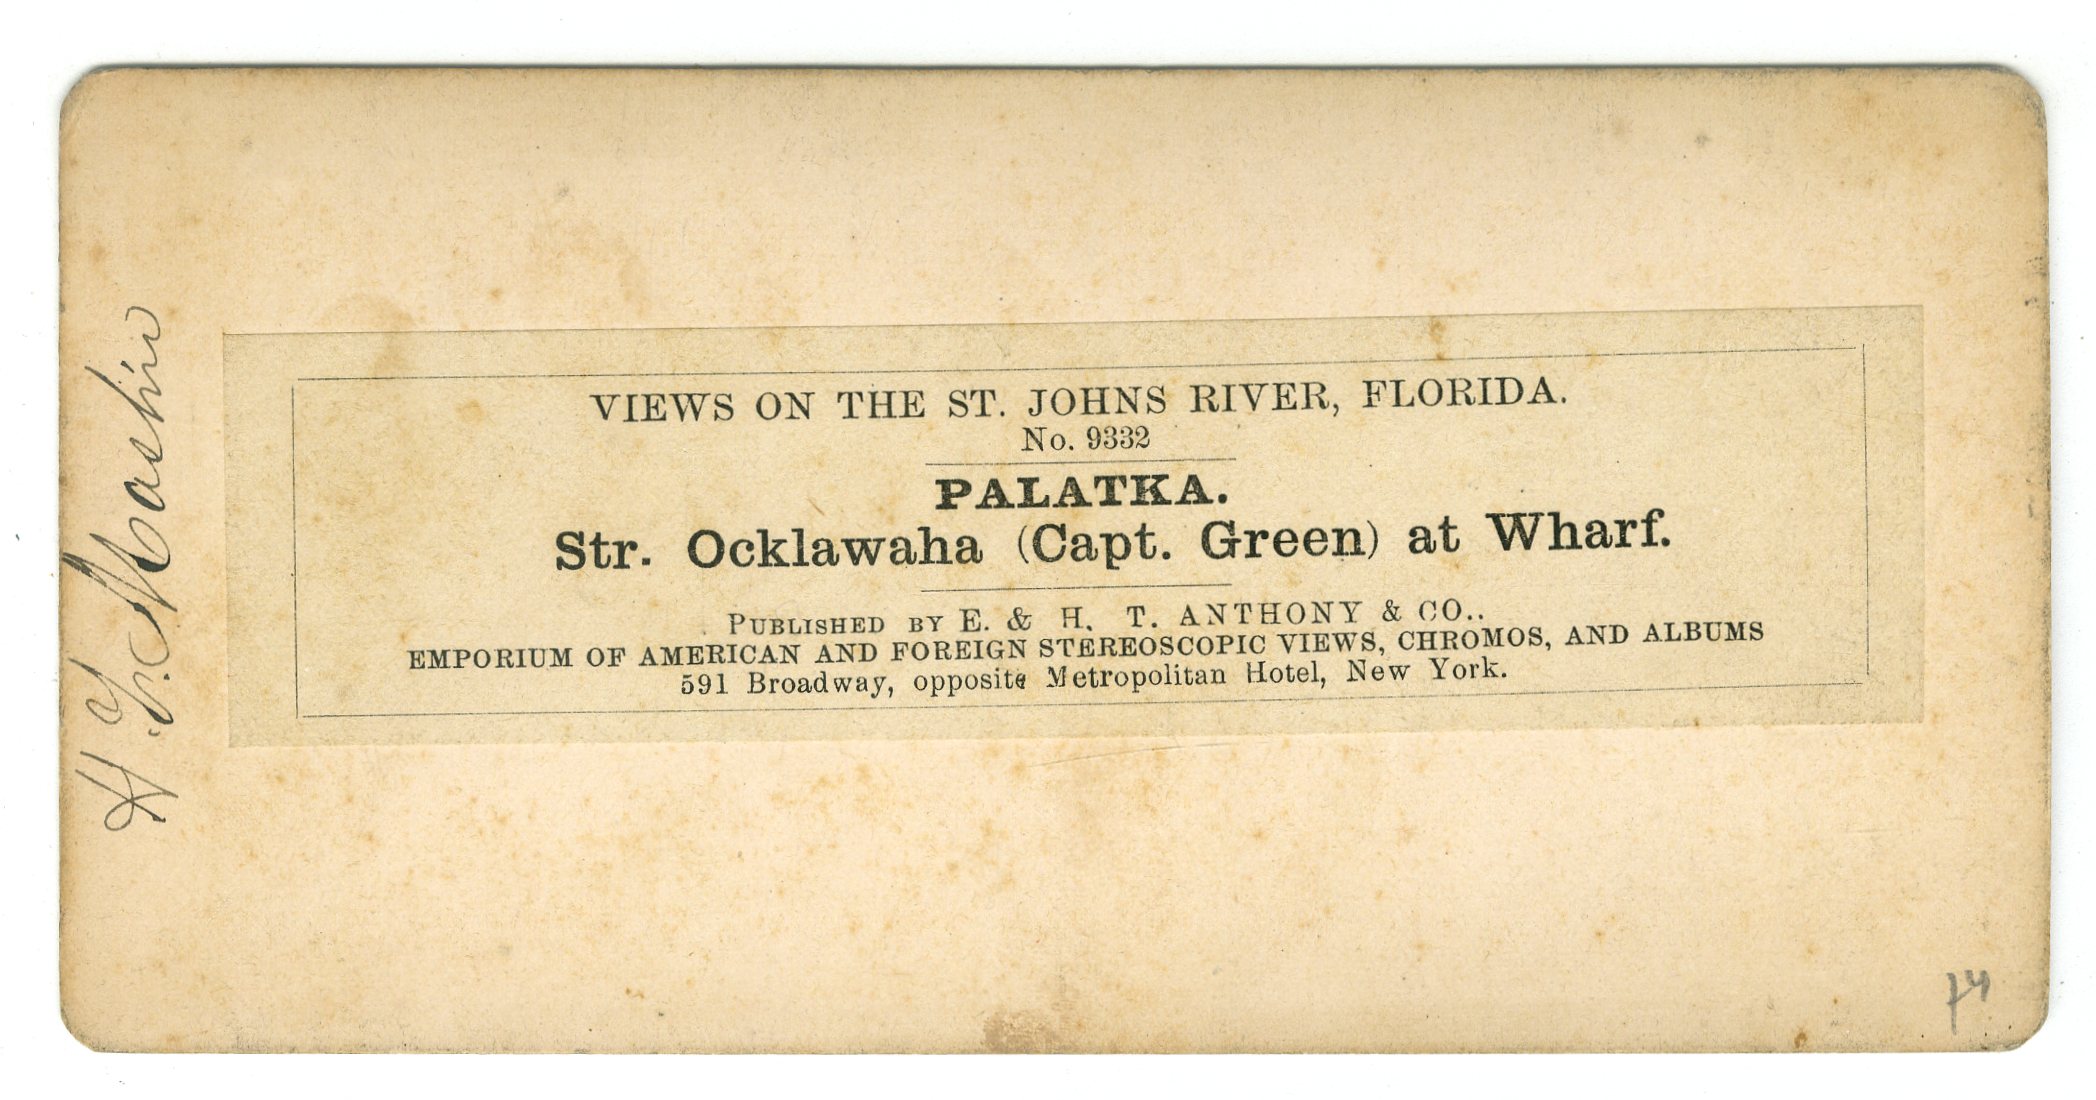 VIEWS ON THE ST. JOHNS RIVER, FLORIDA.
No. 9332
PALATKA.
Str. Ocklawaha (Capt. Green) at Wharf.
PUBLISHED BY E. & H. T. ANTHONY & CO..
EMPORIUM OF AMERICAN AND FOREIGN STEREOSCOPIC VIEWS, CHROMOS, AND ALBUMS
591 Broadway, opposite Metropolitan Hotel, New York.